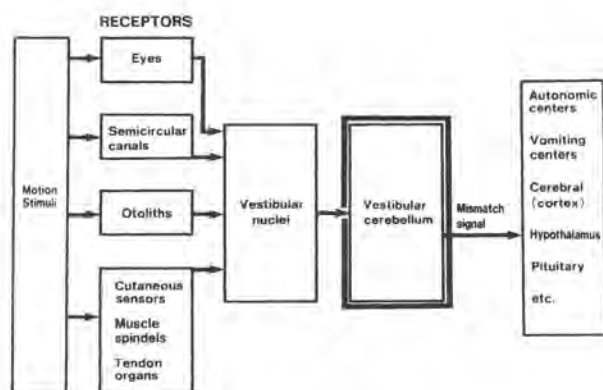 RECEPTORS
Motion
Stimuli
Eyes
Semicircular
canals
Otoliths
Cutaneous
sensors
Muscle
spindels
Tendon
organs
Vestibular
nuclei
Vestibular
cerebellum
Mismatch
signal
Autonomic
centers
Vomiting
centers
Cerebral
(cortex)
Hypothalamus
Pituitary
etc.